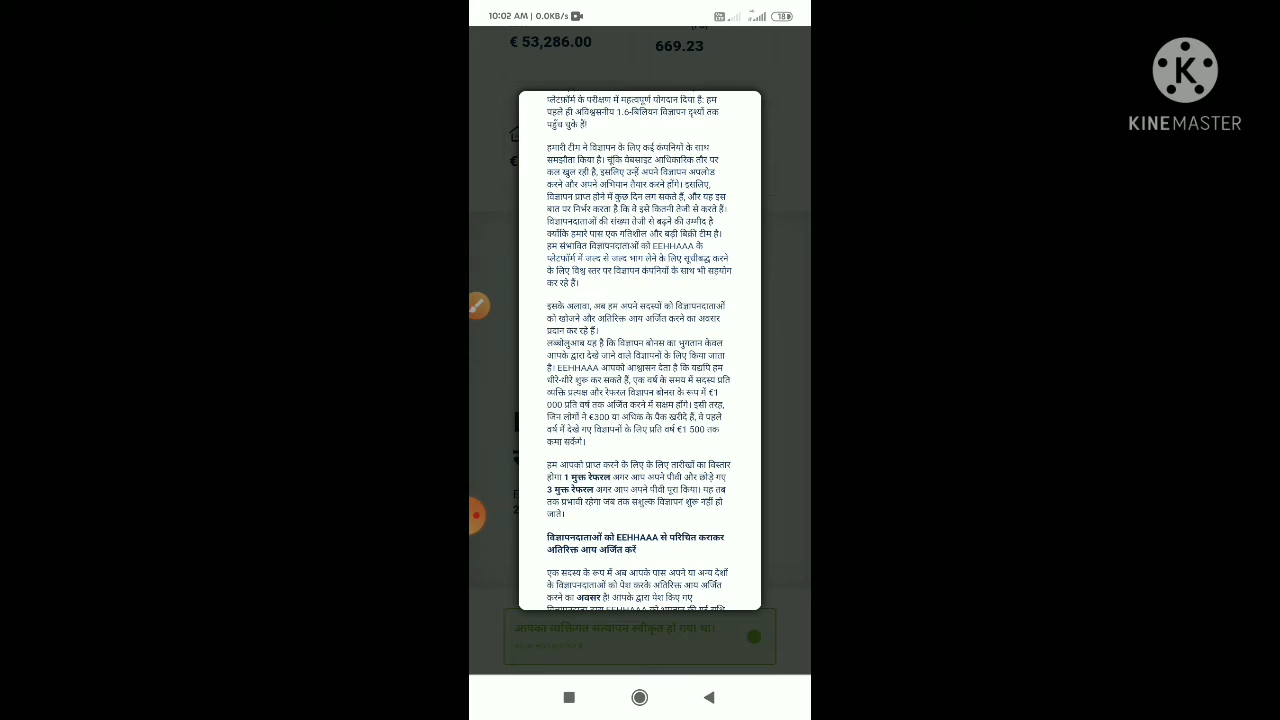 10:02 AM | 0.0KB/s
18
€ 53,286.00
669.23
प्लेटफ़ॉर्म के परीक्षण में महत्वपूर्ण योगदान दिया है: हम
पहले ही अविश्वसनीय 1.6-बिलियन विज्ञापन दृश्यों तक
पहुँच चुके हैं!
हमारी टीम ने विज्ञापन के लिए कई कंपनियों के साथ
समझौता किया है। चूंकि वेबसाइट आधिकारिक तौर पर
कल खुल रही है, इसलिए उन्हें अपने विज्ञापन अपलोड
करने और अपने अभियान तैयार करने होंगे। इसलिए,
विज्ञापन प्राप्त होने में कुछ दिन लग सकते हैं, और यह इस
बात पर निर्भर करता है कि वे इसे कितनी तेजी से करते हैं।
विज्ञापनदाताओं की संख्या तेजी से बढ़ने की उम्मीद है
क्योंकि हमारे पास एक गतिशील और बड़ी बिक्री टीम है।
हम संभावित विज्ञापनदाताओं को EEHHAAA के
प्लेटफॉर्म में जल्द से जल्द भाग लेने के लिए सूचीबद्ध करने
के लिए विश्व स्तर पर विज्ञापन कंपनियों के साथ भी सहयोग
कर रहे हैं।
इसके अलावा, अब हम अपने सदस्यों को विज्ञापनदाताओं
को खोजने और अतिरिक्त आय अर्जित करने का अवसर
प्रदान कर रहे हैं।
लब्बोलुआब यह है कि विज्ञापन बोनस का भुगतान केवल
आपके द्वारा देखे जाने वाले विज्ञापनों के लिए किया जाता
है। EEHHAAA आपको आश्वासन देता है कि यद्यपि हम
धीरे-धीरे शुरू कर सकते हैं, एक वर्ष के समय में सदस्य प्रति
व्यक्ति प्रत्यक्ष और रेफरल विज्ञापन बोनस के रूप में €1
000 प्रति वर्ष तक अर्जित करने में सक्षम होंगे। इसी तरह,
जिन लोगों ने €300 या अधिक के पैक खरीदे हैं, वे पहले
वर्ष में देखे गए विज्ञापनों के लिए प्रति वर्ष €1 500 तक
कमा सकेंगे।
हम आपको प्राप्त करने के लिए के लिए तारीखों का विस्तार
होगा 1 मुक्त रेफरल अगर आप अपने पीवी और छोड़े गए
3 मुक्त रेफरल अगर आप अपने पीवी पूरा किया। यह तब
तक प्रभावी रहेगा जब तक सशुल्क विज्ञापन शुरू नहीं हो
जाते।
विज्ञापनदाताओं को EEHHAAA से परिचित कराकर
अतिरिक्त आय अर्जित करें
एक सदस्य के रूप में अब आपके पास अपने या अन्य देशों
के विज्ञापनदाताओं को पेश करके अतिरिक्त आय अर्जित
करने का अवसर है! आपके द्वारा पेश किए गए
आपका व्यक्तिगत सत्यापन स्वीकृत हो गया था।
K
KINEMASTER